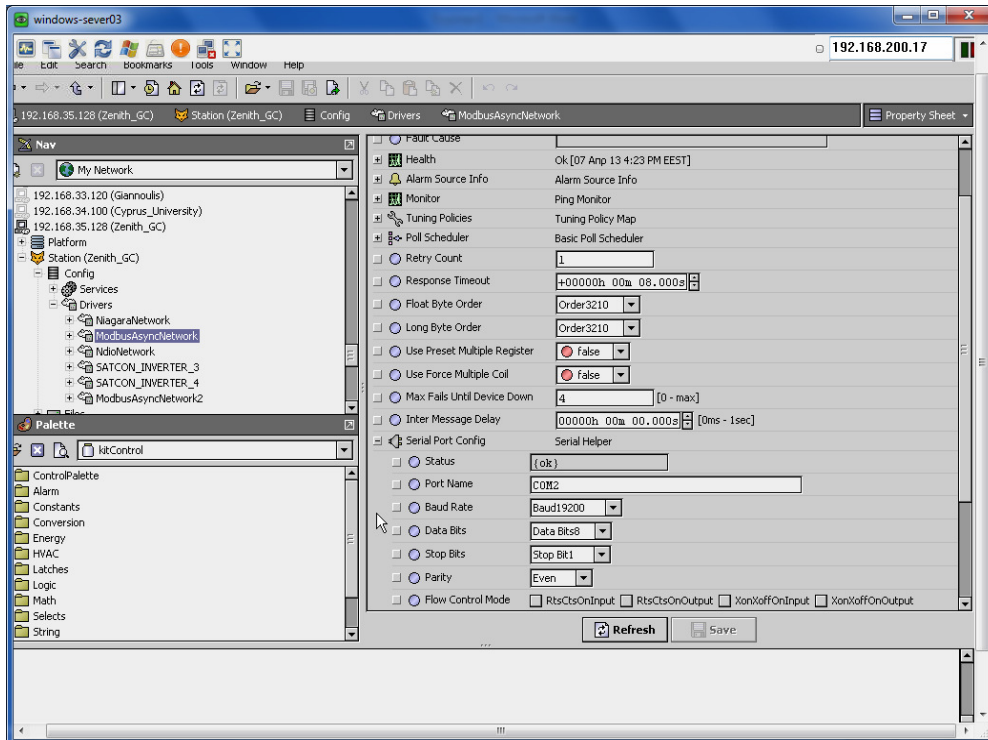 windows-sever03
192.168.200.17
Edit Search Bookmarks Tools Window Help
192.168.35.128 (Zenith_GC) Station (Zenith_GC) Config Drivers ModbusAsyncNetwork Property Sheet
Nav
My Network
192.168.33.120 (Giannoulis)
192.168.34.100 (Cyprus_University)
192.168.35.128 (Zenith_GC)
Platform
Station (Zenith_GC)
Config
Services
Drivers
NiagaraNetwork
ModbusAsyncNetwork
NdioNetwork
SATCON_INVERTER_3
SATCON_INVERTER_4
ModbusAsyncNetwork2
Files
Palette
kitControl
ControlPalette
Alarm
Constants
Conversion
Energy
HVAC
Latches
Logic
Math
Selects
String
Fault Cause
Health Ok [07 Απρ 13 4:23 PM EEST]
Alarm Source Info Alarm Source Info
Monitor Ping Monitor
Tuning Policies Tuning Policy Map
Poll Scheduler Basic Poll Scheduler
Retry Count 1
Response Timeout +00000h 00m 08.000s
Float Byte Order Order3210
Long Byte Order Order3210
Use Preset Multiple Register false
Use Force Multiple Coil false
Max Fails Until Device Down 4 [0 - max]
Inter Message Delay 00000h 00m 00.000s [0ms - 1sec]
Serial Port Config Serial Helper
Status {ok}
Port Name COM2
Baud Rate Baud19200
Data Bits Data Bits8
Stop Bits Stop Bit1
Parity Even
Flow Control Mode RtsCtsOnInput RtsCtsOnOutput XonXoffOnInput XonXoffOnOutput
Refresh Save